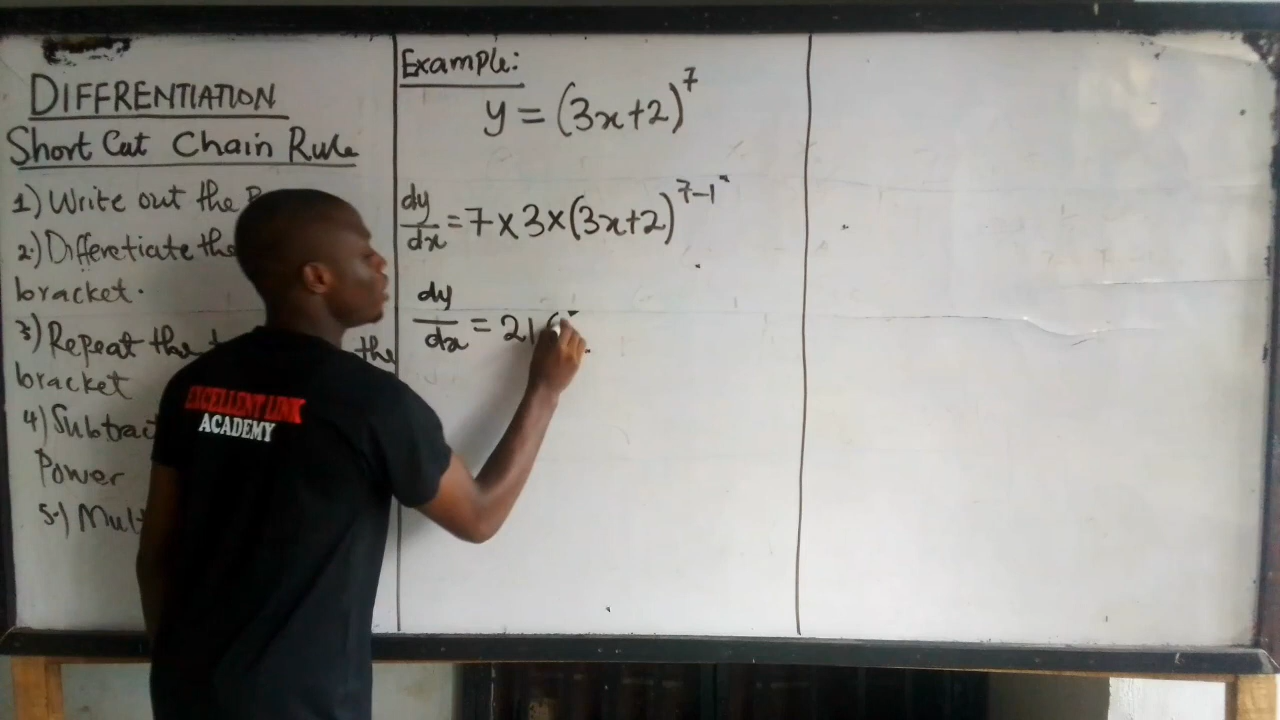 DIFFRENTIATION
Short Cut Chain Rule
1) Write out the
2.) Differetiate the
bracket.
3) Repeat the the
bracket
4) Subtract
Power
5.)
Example:
y = (3x+2)^7
dy/dx = 7 × 3 × (3x+2)^7-1
dy/dx = 21
EXCELLENT LINK
ACADEMY